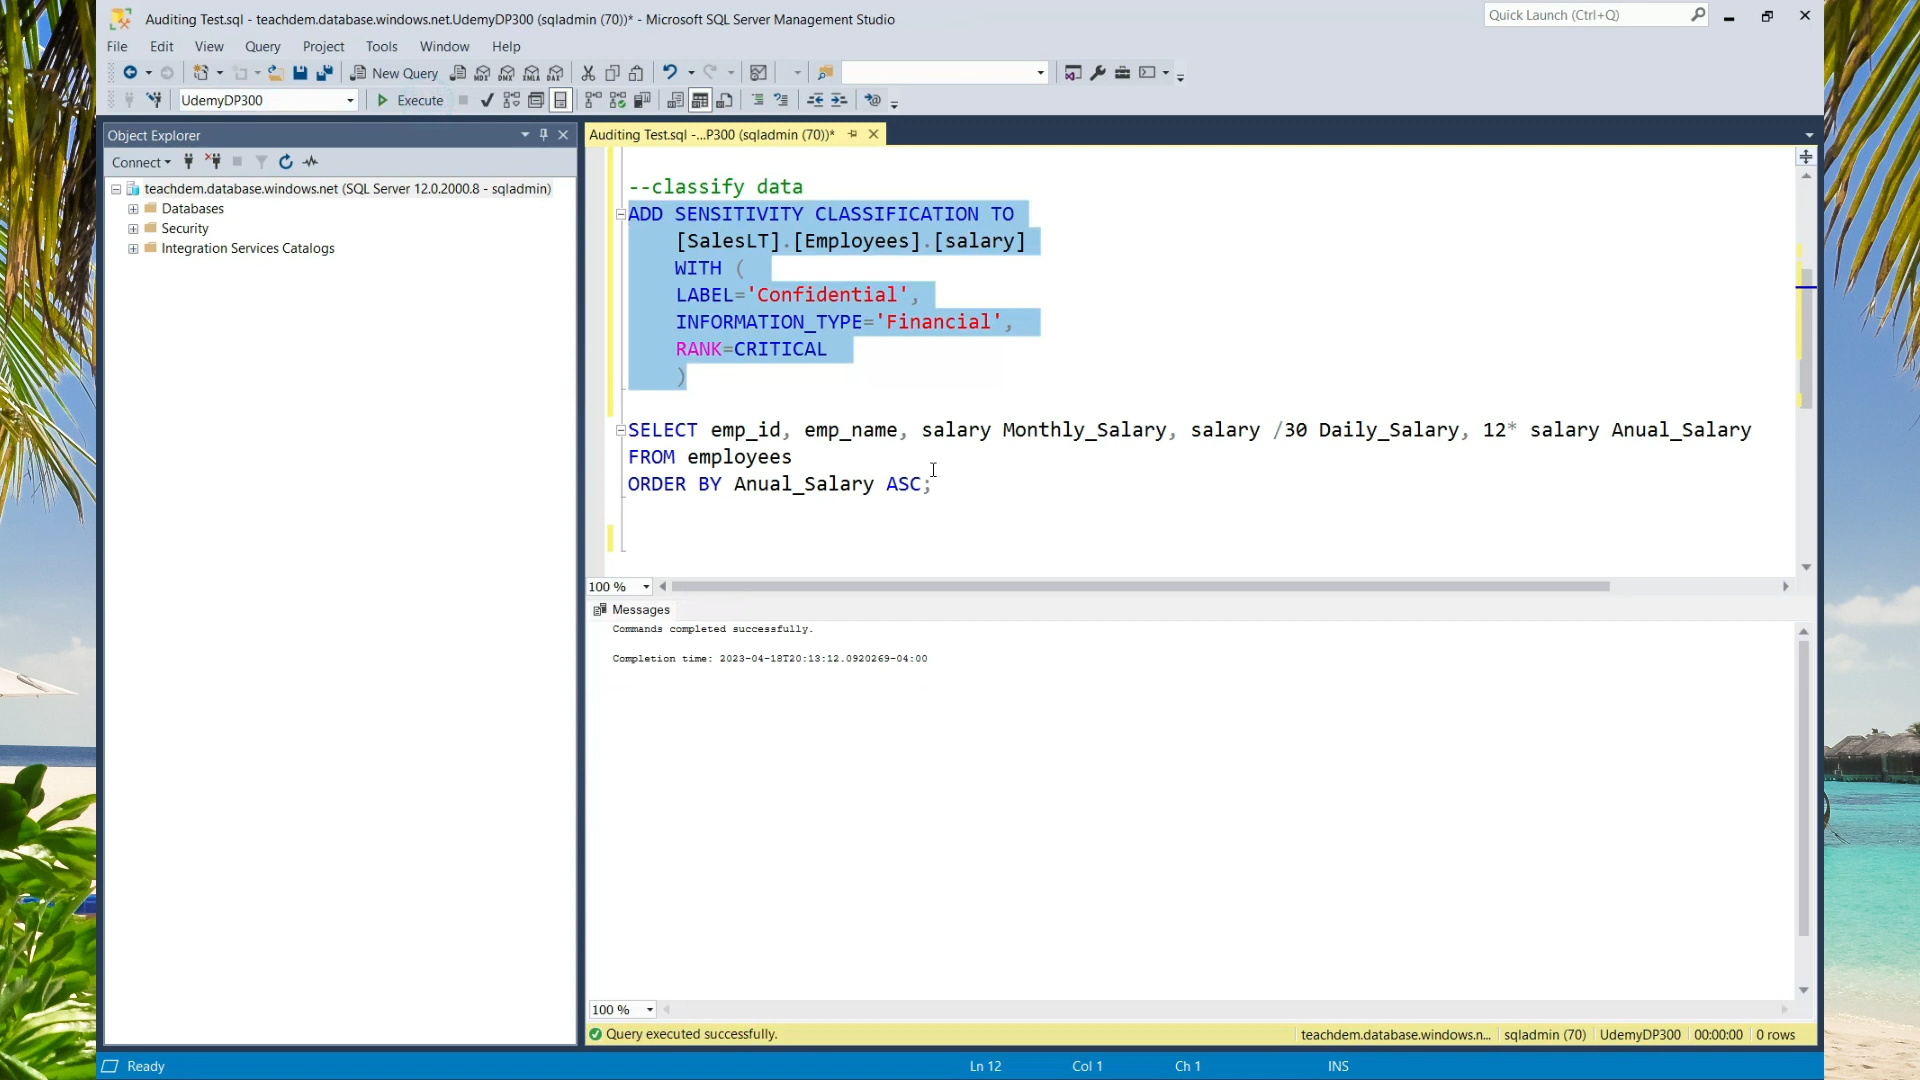 Auditing Test.sql - teachdem.database.windows.net.UdemyDP300 (sqladmin (70))* - Microsoft SQL Server Management Studio
Quick Launch (Ctrl+Q)
File Edit View Query Project Tools Window Help
New Query MDX DMX XMLA DAX
UdemyDP300 Execute
Object Explorer
Connect
teachdem.database.windows.net (SQL Server 12.0.2000.8 - sqladmin)
Databases
Security
Integration Services Catalogs
Auditing Test.sql -...P300 (sqladmin (70))*
--classify data
ADD SENSITIVITY CLASSIFICATION TO
[SalesLT].[Employees].[salary]
WITH (
LABEL='Confidential',
INFORMATION_TYPE='Financial',
RANK=CRITICAL
)
SELECT emp_id, emp_name, salary Monthly_Salary, salary /30 Daily_Salary, 12* salary Anual_Salary
FROM employees
ORDER BY Anual_Salary ASC;
100 %
Messages
Commands completed successfully.
Completion time: 2023-04-18T20:13:12.0920269-04:00
100 %
Query executed successfully.
teachdem.database.windows.n... sqladmin (70) UdemyDP300 00:00:00 0 rows
Ready Ln 12 Col 1 Ch 1 INS